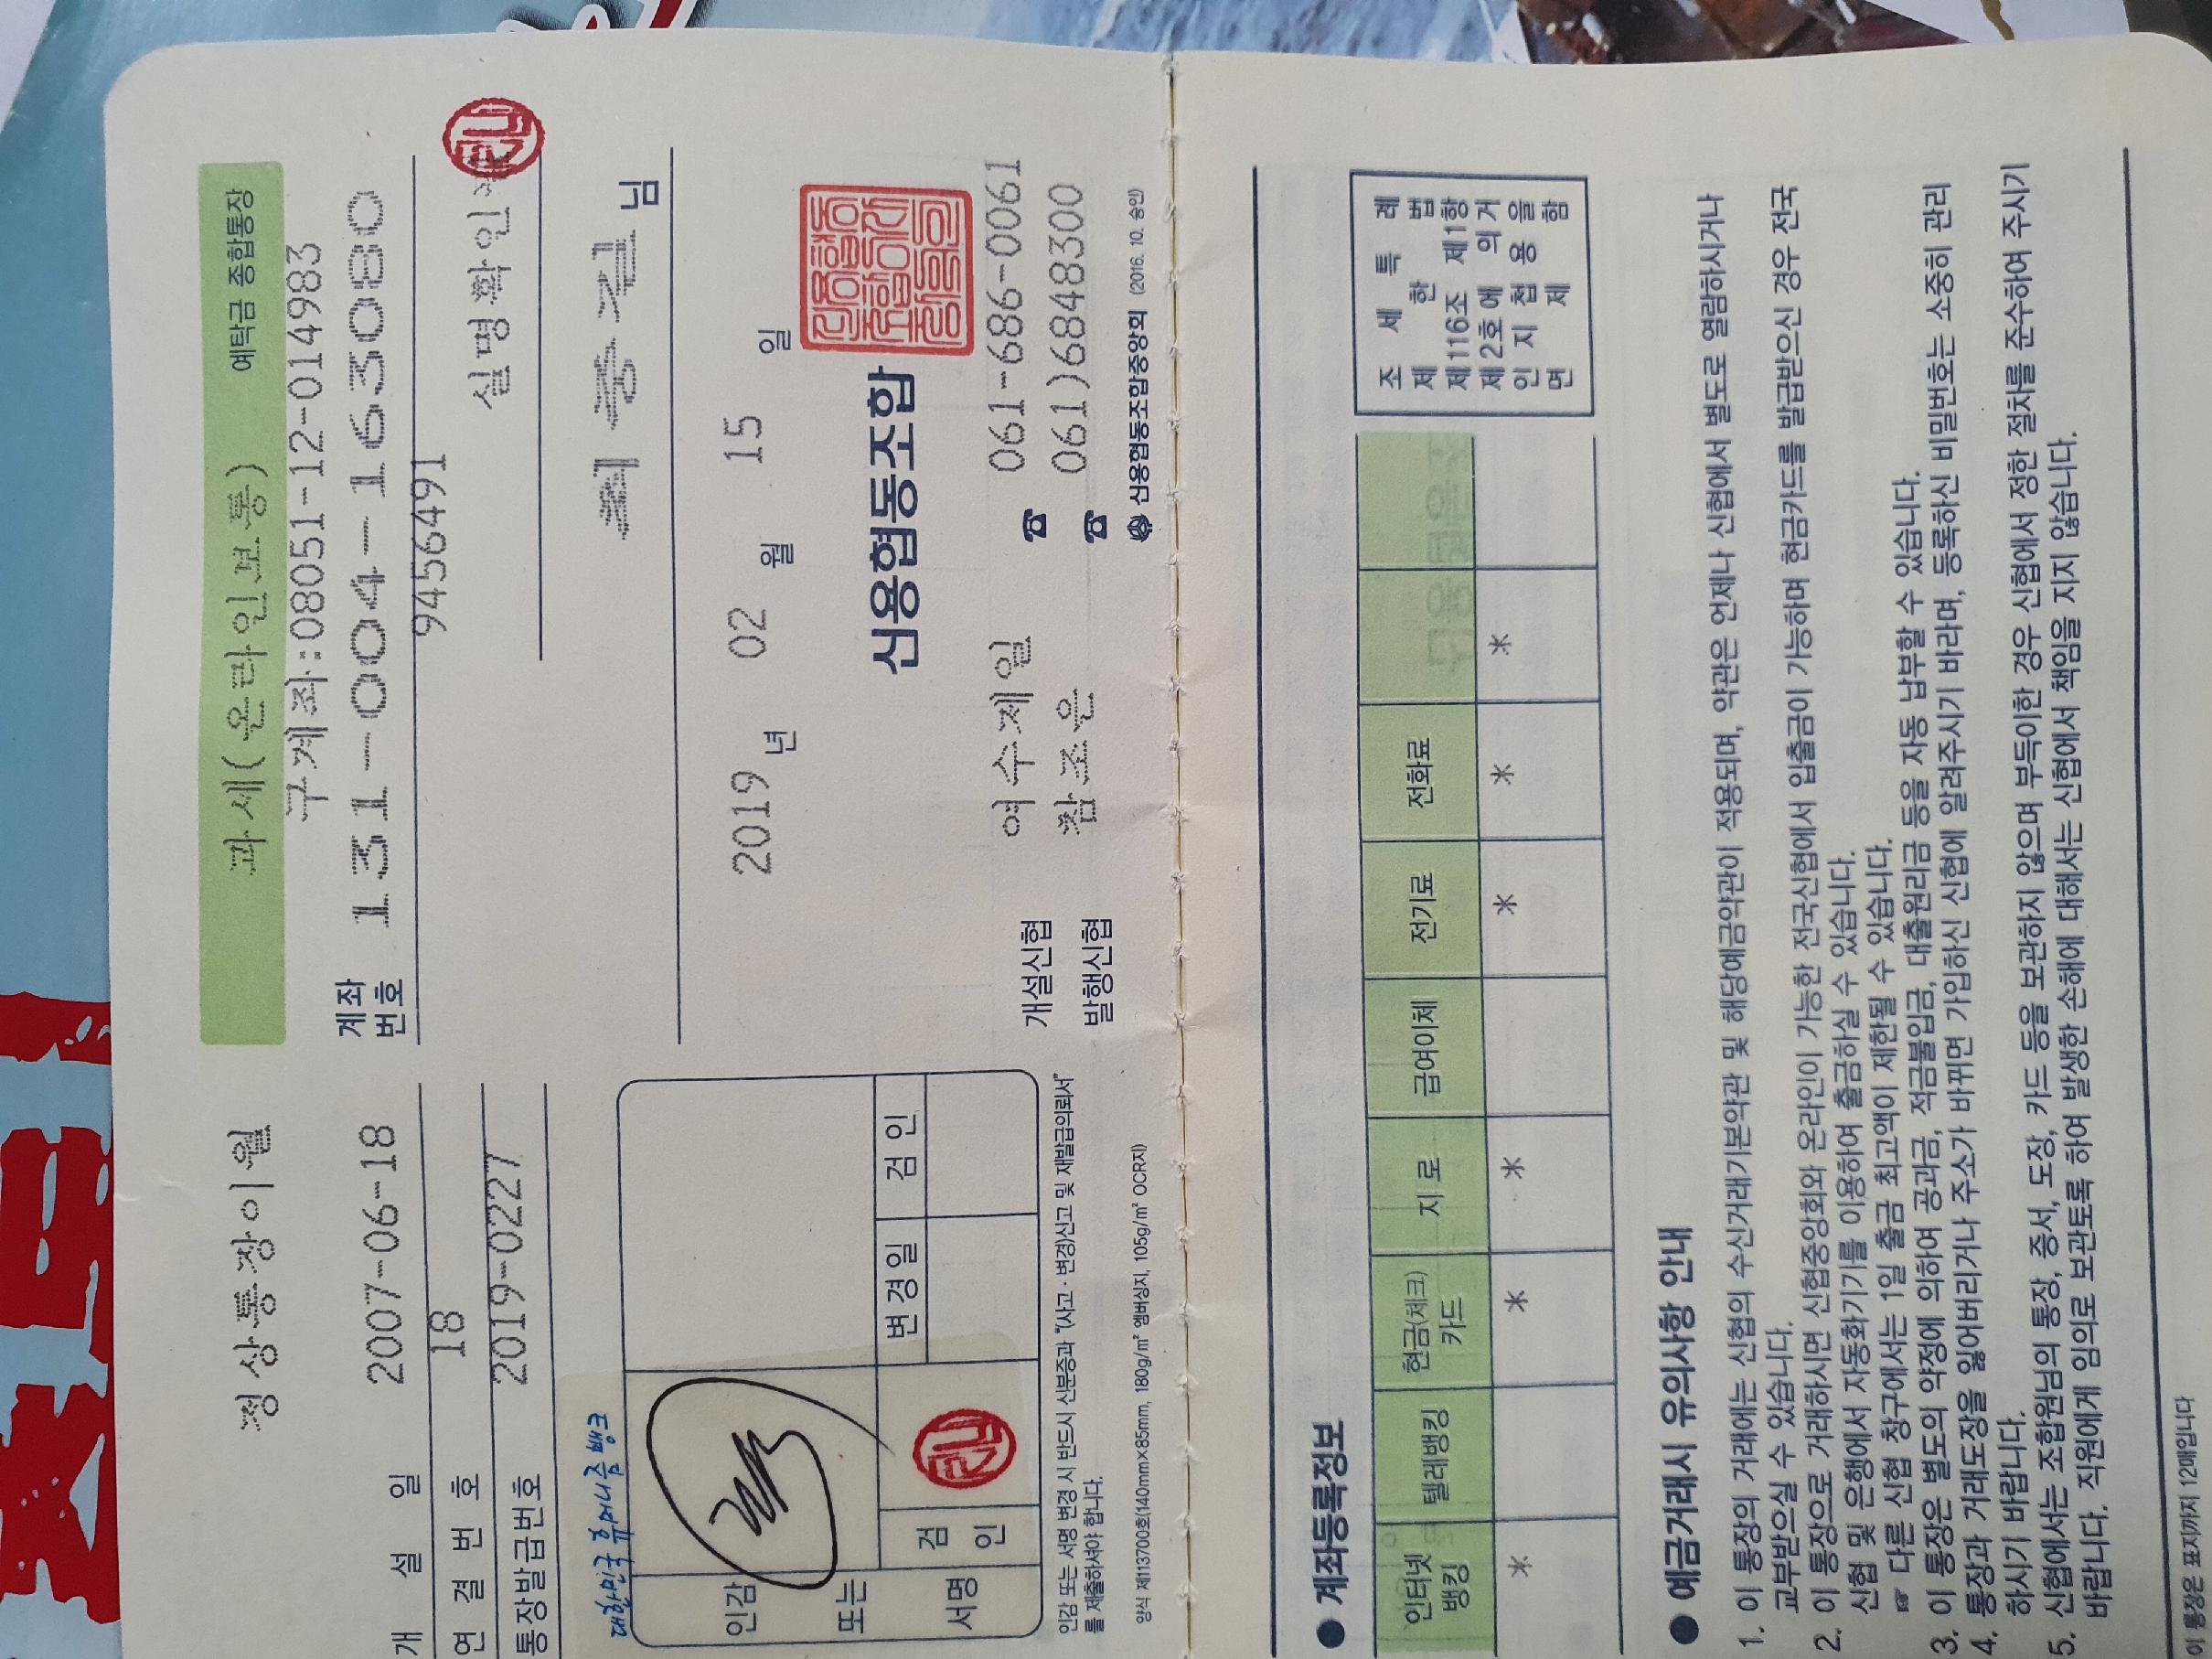 정상통장이월
개설일 2007-06-18
연결번호 18
통장발급번호 2019-0227
대한민국 휴머니즘 뱅크
인감
또는
서명
검인
변경일 검인
인감 또는 서명 변경 시 반드시 신분증과 "(사고·변경)신고 및 재발급의뢰서"
를 제출하셔야 합니다.
양식 제113700호(140mm×85mm, 180g/m² 엠버싱지, 105g/m² OCR지)
과세(온라인보통) 예탁금 종합통장
구계좌:08051-12-014983
계좌번호 131-004-163080
94556491
실명확인
님
2019 년 02 월 15 일
신용협동조합
개설신협 여수제일 ☎ 061-686-0061
발행신협 참조은 ☎ 061)6848300
신용협동조합중앙회 (2016. 10. 승인)
● 계좌등록정보
인터넷뱅킹 텔레뱅킹 현금(체크)카드 지로 급여이체 전기료 전화료
* * * * * *
조세특례
제한법
제116조 제1항
제2호에 의거
인지첩용을
면제함
● 예금거래시 유의사항 안내
1. 이 통장의 거래에는 신협의 수신거래기본약관 및 해당예금약관이 적용되며, 약관은 언제나 신협에서 별도로 열람하시거나
교부받으실 수 있습니다.
2. 이 통장으로 거래하시면 신협중앙회와 온라인이 가능한 전국신협에서 입출금이 가능하며 현금카드를 발급받으신 경우 전국
신협 및 은행에서 자동화기기를 이용하여 출금하실 수 있습니다.
☞ 다른 신협 창구에서는 1일 출금 최고액이 제한될 수 있습니다.
3. 이 통장은 별도의 약정에 의하여 공과금, 적금불입금, 대출원리금 등을 자동 납부할 수 있습니다.
4. 통장과 거래도장을 잃어버리거나 주소가 바뀌면 가입하신 신협에 알려주시기 바라며, 등록하신 비밀번호는 소중히 관리
하시기 바랍니다.
5. 신협에서는 조합원님의 통장, 증서, 도장, 카드 등을 보관하지 않으며 부득이한 경우 신협에서 정한 절차를 준수하여 주시기
바랍니다. 직원에게 임의로 보관토록 하여 발생한 손해에 대해서는 신협에서 책임을 지지 않습니다.
이 통장은 표지까지 12매입니다